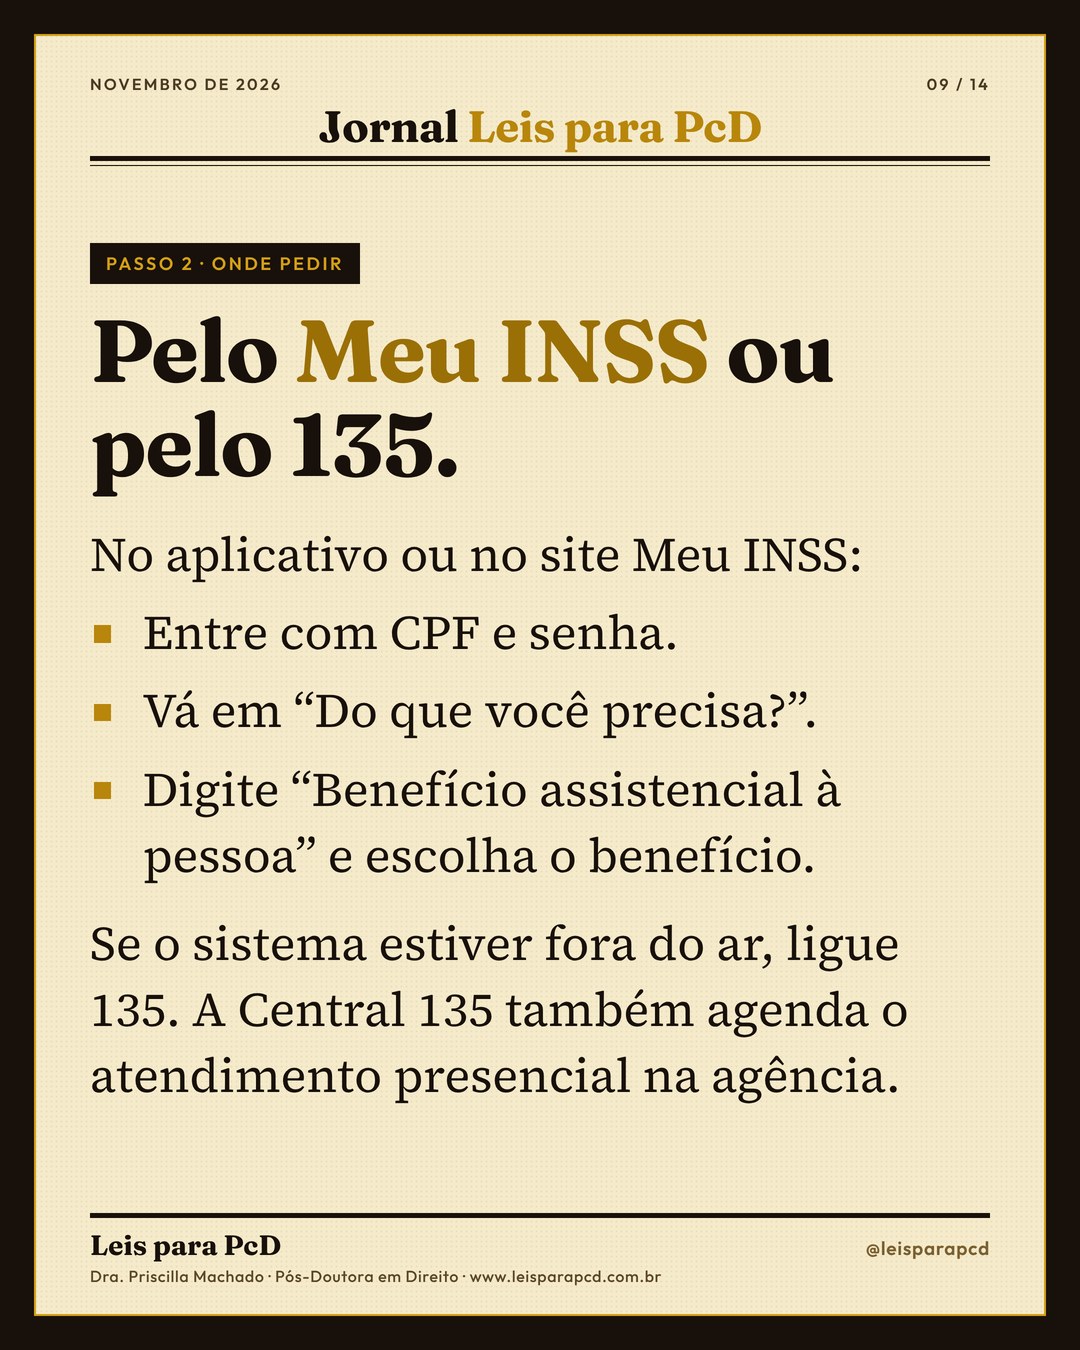 NOVEMBRO DE 2026
09 / 14
Jornal Leis para PcD
PASSO 2 · ONDE PEDIR
Pelo Meu INSS ou
pelo 135.
No aplicativo ou no site Meu INSS:
Entre com CPF e senha.
Vá em “Do que você precisa?”.
Digite “Benefício assistencial à
pessoa” e escolha o benefício.
Se o sistema estiver fora do ar, ligue
135. A Central 135 também agenda o
atendimento presencial na agência.
Leis para PcD
@leisparapcd
Dra. Priscilla Machado · Pós-Doutora em Direito · www.leisparapcd.com.br